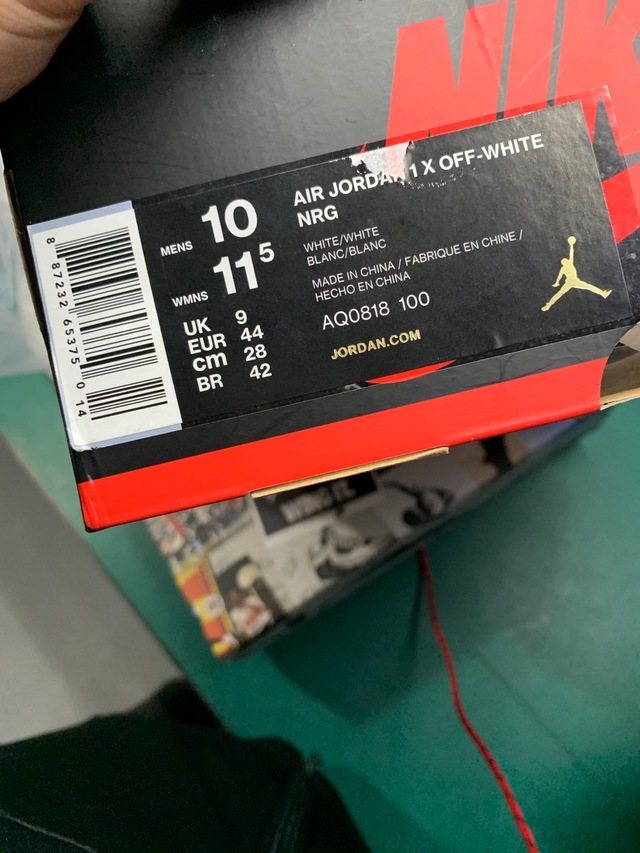 NIK
AIR JORDAN 1 X OFF-WHITE
NRG
WHITE/WHITE
BLANC/BLANC
MADE IN CHINA / FABRIQUE EN CHINE /
HECHO EN CHINA
AQ0818 100
JORDAN.COM
MENS 10
WMNS 11⁵
UK 9
EUR 44
cm 28
BR 42
8 87232 65375 0 14